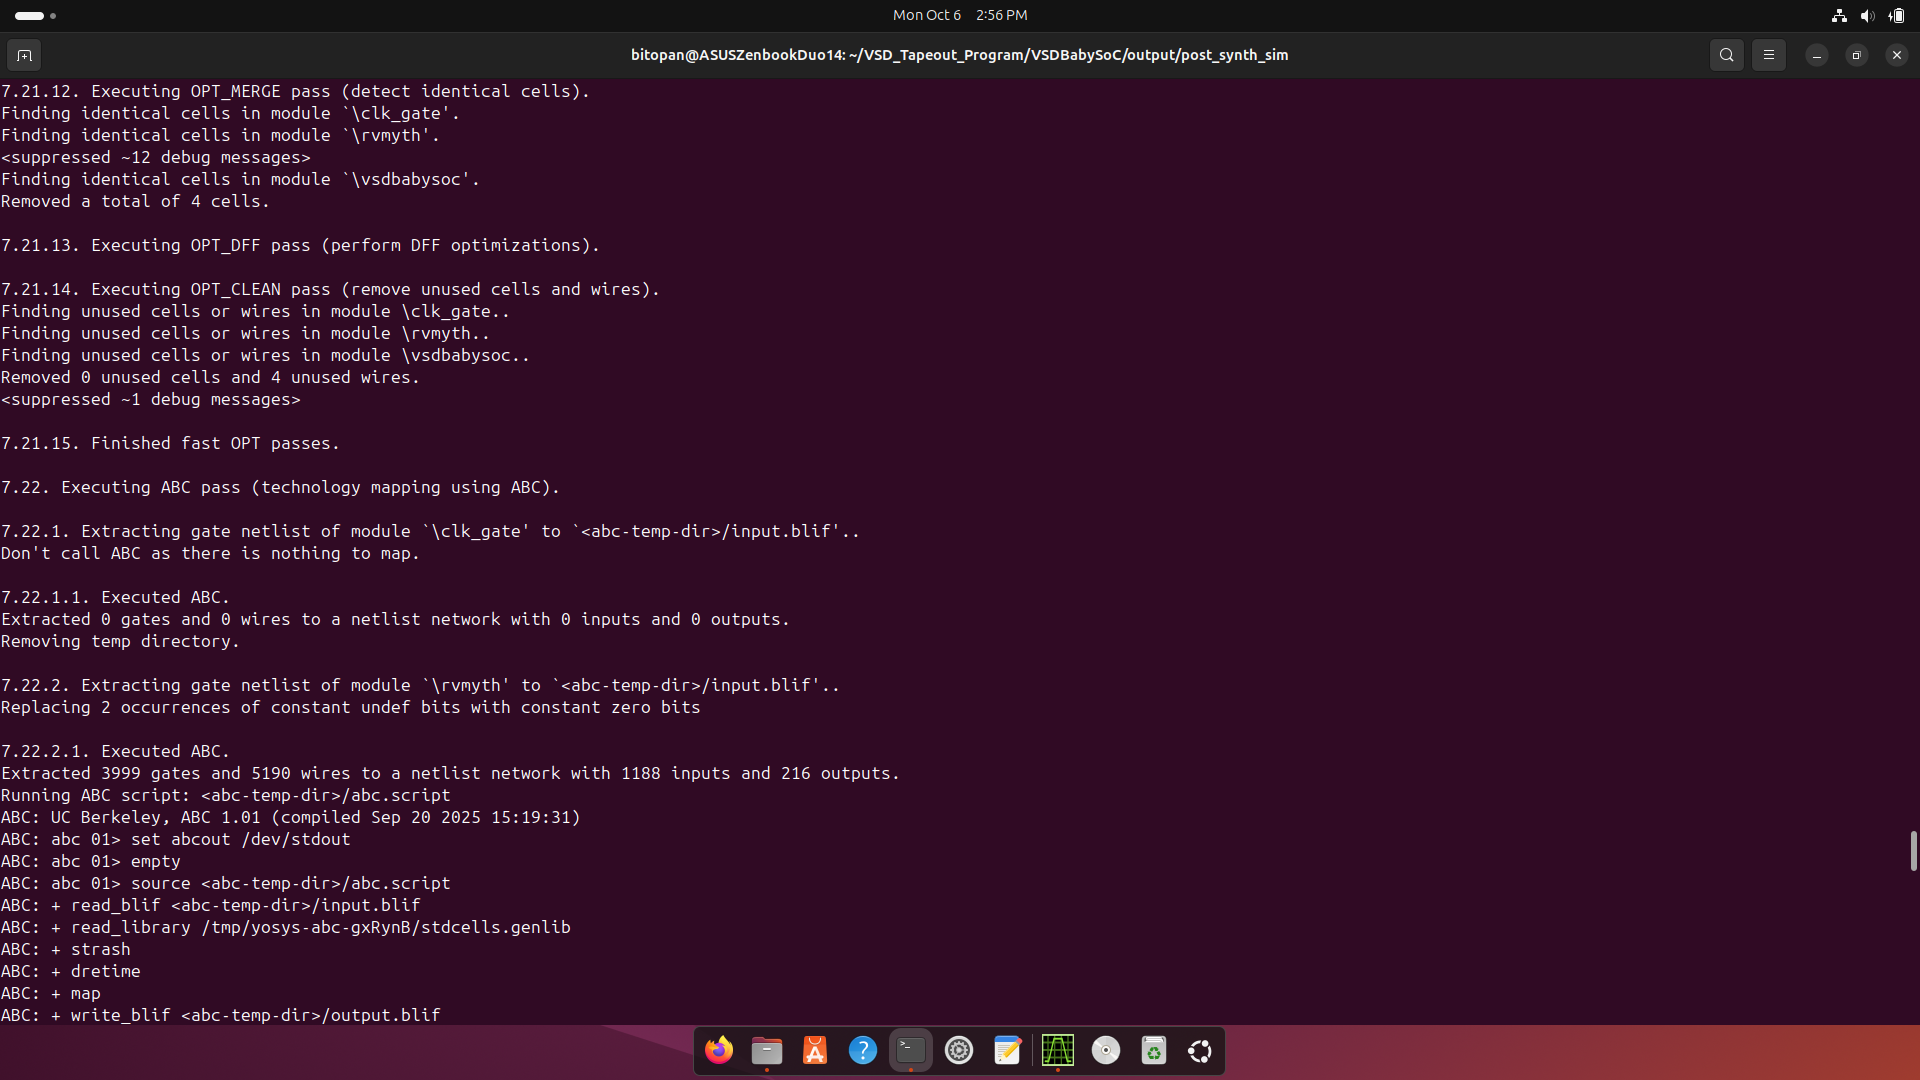 Mon Oct 6 2:56 PM
bitopan@ASUSZenbookDuo14: ~/VSD_Tapeout_Program/VSDBabySoC/output/post_synth_sim
7.21.12. Executing OPT_MERGE pass (detect identical cells).
Finding identical cells in module `\clk_gate'.
Finding identical cells in module `\rvmyth'.
<suppressed ~12 debug messages>
Finding identical cells in module `\vsdbabysoc'.
Removed a total of 4 cells.
7.21.13. Executing OPT_DFF pass (perform DFF optimizations).
7.21.14. Executing OPT_CLEAN pass (remove unused cells and wires).
Finding unused cells or wires in module \clk_gate..
Finding unused cells or wires in module \rvmyth..
Finding unused cells or wires in module \vsdbabysoc..
Removed 0 unused cells and 4 unused wires.
<suppressed ~1 debug messages>
7.21.15. Finished fast OPT passes.
7.22. Executing ABC pass (technology mapping using ABC).
7.22.1. Extracting gate netlist of module `\clk_gate' to `<abc-temp-dir>/input.blif'..
Don't call ABC as there is nothing to map.
7.22.1.1. Executed ABC.
Extracted 0 gates and 0 wires to a netlist network with 0 inputs and 0 outputs.
Removing temp directory.
7.22.2. Extracting gate netlist of module `\rvmyth' to `<abc-temp-dir>/input.blif'..
Replacing 2 occurrences of constant undef bits with constant zero bits
7.22.2.1. Executed ABC.
Extracted 3999 gates and 5190 wires to a netlist network with 1188 inputs and 216 outputs.
Running ABC script: <abc-temp-dir>/abc.script
ABC: UC Berkeley, ABC 1.01 (compiled Sep 20 2025 15:19:31)
ABC: abc 01> set abcout /dev/stdout
ABC: abc 01> empty
ABC: abc 01> source <abc-temp-dir>/abc.script
ABC: + read_blif <abc-temp-dir>/input.blif
ABC: + read_library /tmp/yosys-abc-gxRynB/stdcells.genlib
ABC: + strash
ABC: + dretime
ABC: + map
ABC: + write_blif <abc-temp-dir>/output.blif